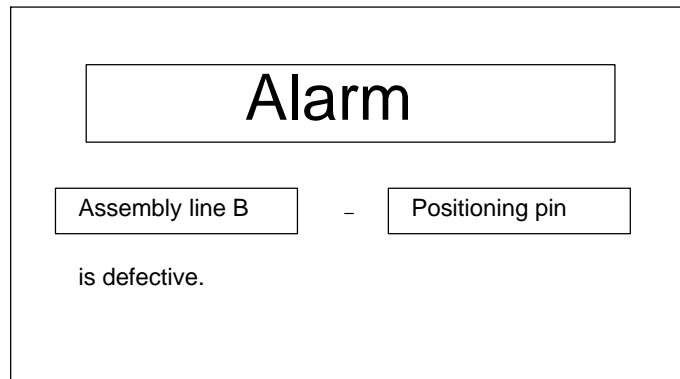 Alarm
Assembly line B – Positioning pin
is defective.